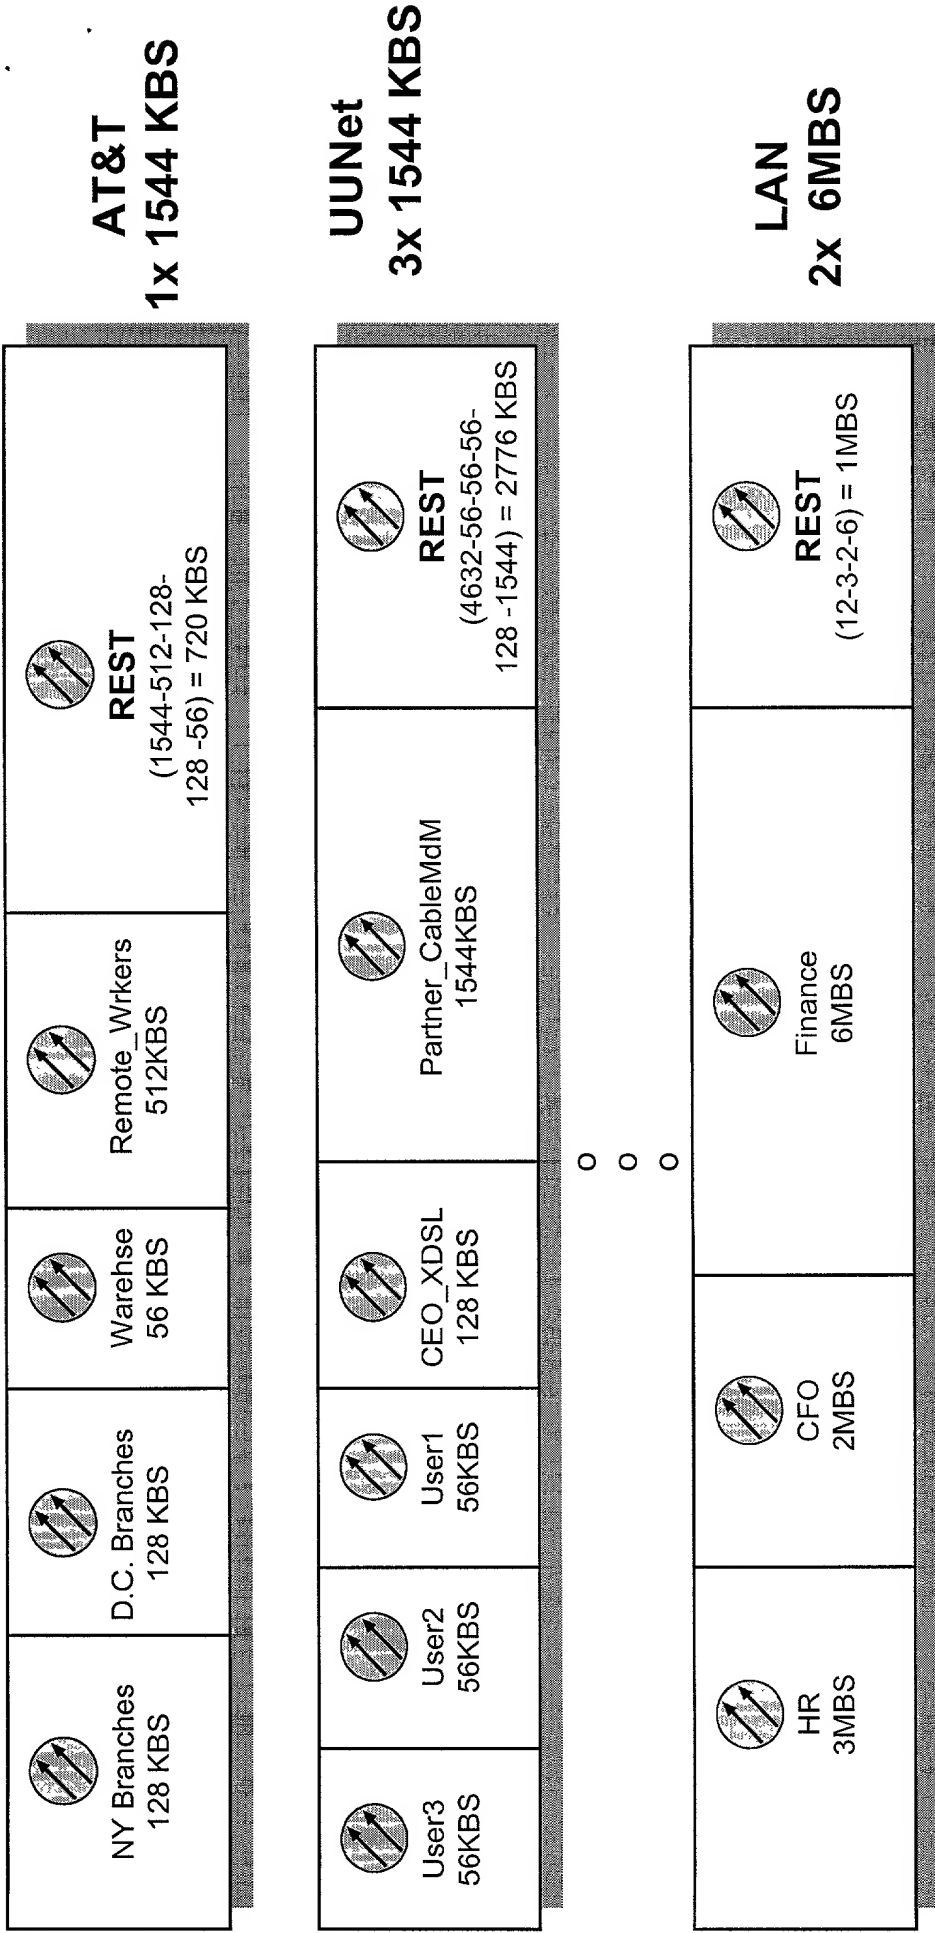 NY Branches
128 KBS
D.C. Branches
128 KBS
Warehse
56 KBS
Remote_Wrkers
512KBS
REST
(1544-512-128-
128 -56) = 720 KBS
AT&T
1x 1544 KBS
User3
56KBS
User2
56KBS
User1
56KBS
CEO_XDSL
128 KBS
Partner_CableMdM
1544KBS
REST
(4632-56-56-56-
128 -1544) = 2776 KBS
UUNet
3x 1544 KBS
o o o
HR
3MBS
CFO
2MBS
Finance
6MBS
REST
(12-3-2-6) = 1MBS
LAN
2x 6MBS